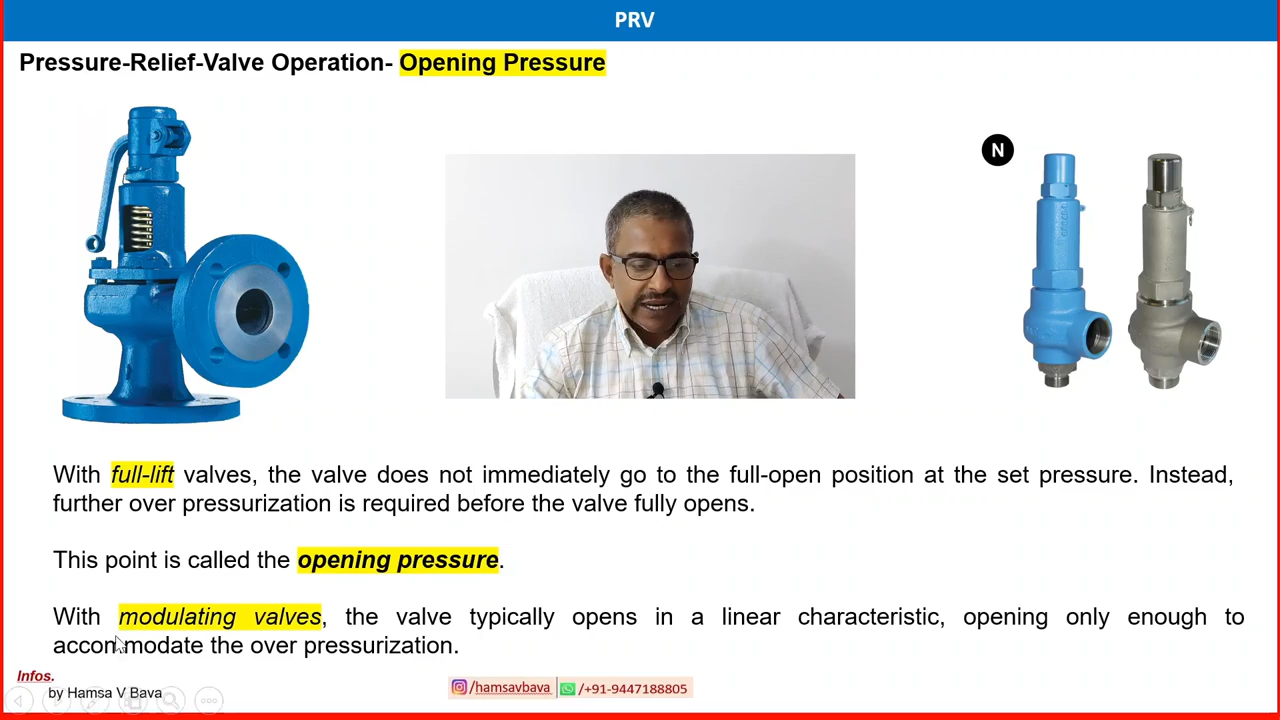 PRV
Pressure-Relief-Valve Operation- Opening Pressure
N
With full-lift valves, the valve does not immediately go to the full-open position at the set pressure. Instead,
further over pressurization is required before the valve fully opens.
This point is called the opening pressure.
With modulating valves, the valve typically opens in a linear characteristic, opening only enough to
accommodate the over pressurization.
Infos.
by Hamsa V Bava
/hamsavbava /+91-9447188805